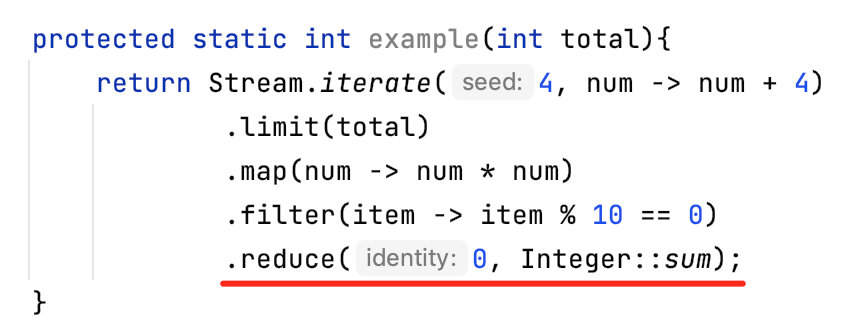 protected static int example(int total){
return Stream.iterate( seed: 4, num -> num + 4)
.limit(total)
.map(num -> num * num)
.filter(item -> item % 10 == 0)
.reduce( identity: 0, Integer::sum);
}